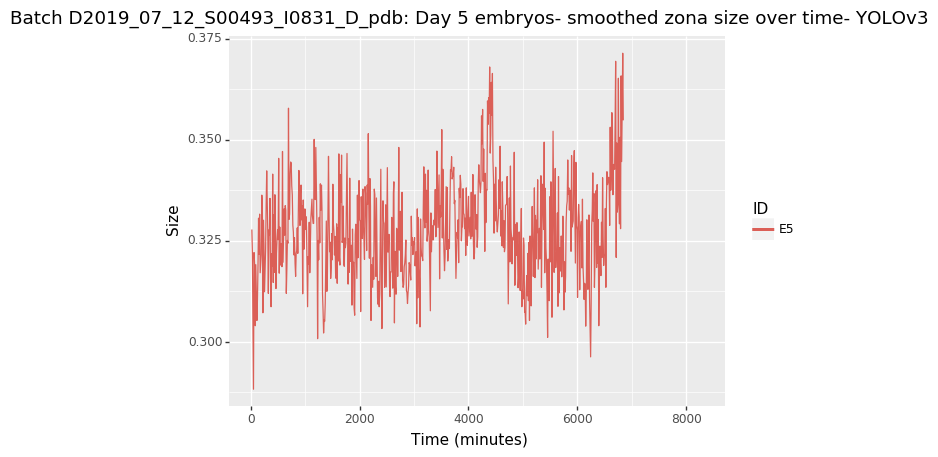 Batch D2019_07_12_S00493_I0831_D_pdb: Day 5 embryos- smoothed zona size over time- YOLOv3
0.375
0.350
0.325
0.300
Size
0 2000 4000 6000 8000
Time (minutes)
ID
E5